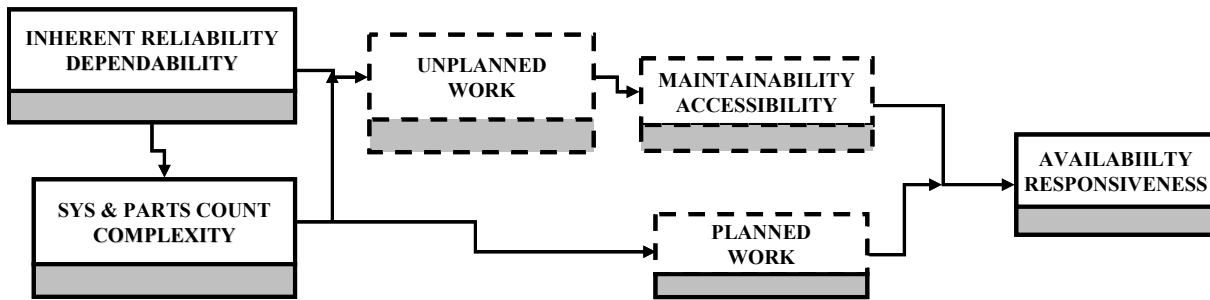 INHERENT RELIABILITY
DEPENDABILITY
UNPLANNED
WORK
MAINTAINABILITY
ACCESSIBILITY
AVAILABIILTY
RESPONSIVENESS
SYS & PARTS COUNT
COMPLEXITY
PLANNED
WORK